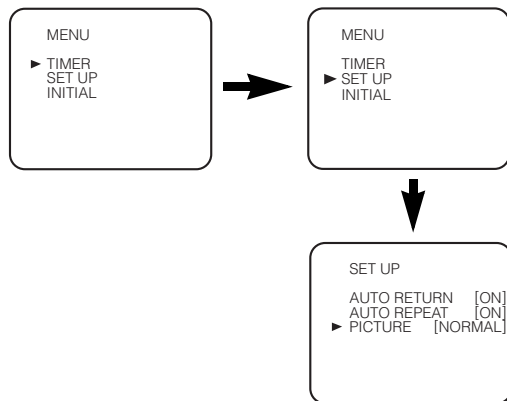 MENU
TIMER
SET UP
INITIAL
MENU
TIMER
SET UP
INITIAL
SET UP
AUTO RETURN [ON]
AUTO REPEAT [ON]
PICTURE [NORMAL]